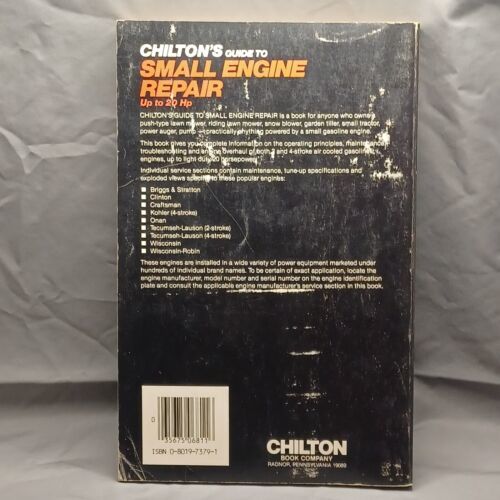 CHILTON'S GUIDE TO
SMALL ENGINE
REPAIR
Up to 20 Hp
CHILTON'S GUIDE TO SMALL ENGINE REPAIR is a book for anyone who owns a
push-type lawn mower, riding lawn mower, snow blower, garden tiller, small tractor,
power auger, pump—practically anything powered by a small gasoline engine.
This book gives you complete information on the operating principles, maintenance
troubleshooting and engine overhaul of both 2 and 4-stroke air cooled gasoline
engines, up to light duty 20 horsepower.
Individual service sections contain maintenance, tune-up specifications and
exploded views specific to these popular engines:
■ Briggs & Stratton
■ Clinton
■ Craftsman
■ Kohler (4-stroke)
■ Onan
■ Tecumseh-Lauson (2-stroke)
■ Tecumseh-Lauson (4-stroke)
■ Wisconsin
■ Wisconsin-Robin
These engines are installed in a wide variety of power equipment marketed under
hundreds of individual brand names. To be certain of exact application, locate the
engine manufacturer, model number and serial number on the engine identification
plate and consult the applicable engine manufacturer's service section in this book.
0
35675 06811
ISBN 0-8019-7379-1
CHILTON
BOOK COMPANY
RADNOR, PENNSYLVANIA 19089